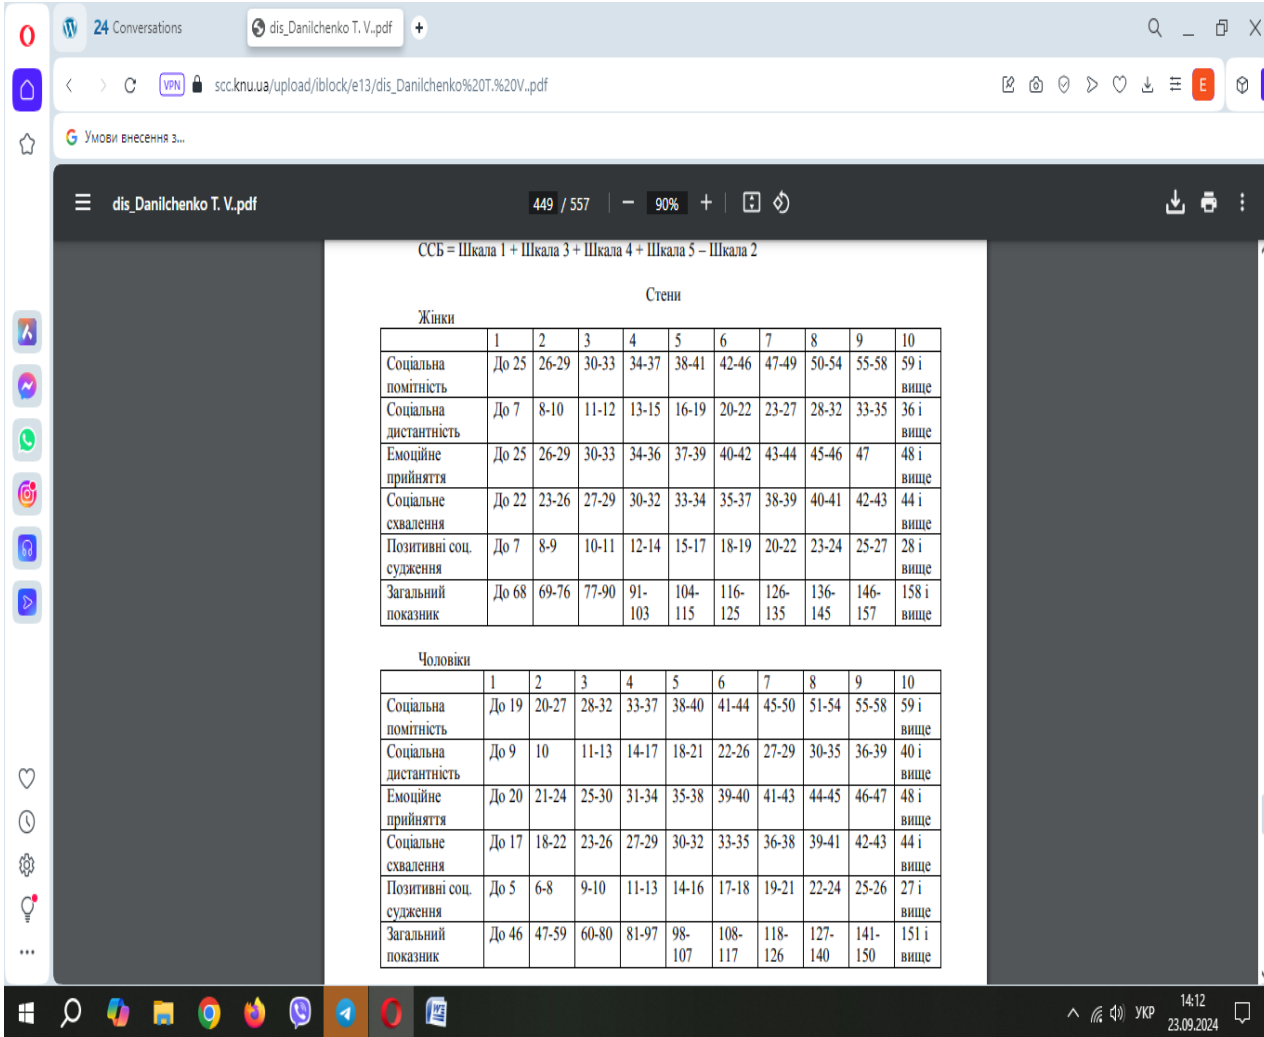 24 Conversations
dis_Danilchenko T. V..pdf
VPN
scc.knu.ua/upload/iblock/e13/dis_Danilchenko%20T.%20V..pdf
E
Умови внесення з...
dis_Danilchenko T. V..pdf
449 / 557
90%
ССБ = Шкала 1 + Шкала 3 + Шкала 4 + Шкала 5 – Шкала 2
Стени
Жінки
1 2 3 4 5 6 7 8 9 10
Соціальна До 25 26-29 30-33 34-37 38-41 42-46 47-49 50-54 55-58 59 і
помітність вище
Соціальна До 7 8-10 11-12 13-15 16-19 20-22 23-27 28-32 33-35 36 і
дистантність вище
Емоційне До 25 26-29 30-33 34-36 37-39 40-42 43-44 45-46 47 48 і
прийняття вище
Соціальне До 22 23-26 27-29 30-32 33-34 35-37 38-39 40-41 42-43 44 і
схвалення вище
Позитивні соц. До 7 8-9 10-11 12-14 15-17 18-19 20-22 23-24 25-27 28 і
судження вище
Загальний До 68 69-76 77-90 91- 104- 116- 126- 136- 146- 158 і
показник 103 115 125 135 145 157 вище
Чоловіки
1 2 3 4 5 6 7 8 9 10
Соціальна До 19 20-27 28-32 33-37 38-40 41-44 45-50 51-54 55-58 59 і
помітність вище
Соціальна До 9 10 11-13 14-17 18-21 22-26 27-29 30-35 36-39 40 і
дистантність вище
Емоційне До 20 21-24 25-30 31-34 35-38 39-40 41-43 44-45 46-47 48 і
прийняття вище
Соціальне До 17 18-22 23-26 27-29 30-32 33-35 36-38 39-41 42-43 44 і
схвалення вище
Позитивні соц. До 5 6-8 9-10 11-13 14-16 17-18 19-21 22-24 25-26 27 і
судження вище
Загальний До 46 47-59 60-80 81-97 98- 108- 118- 127- 141- 151 і
показник 107 117 126 140 150 вище
УКР
14:12
23.09.2024